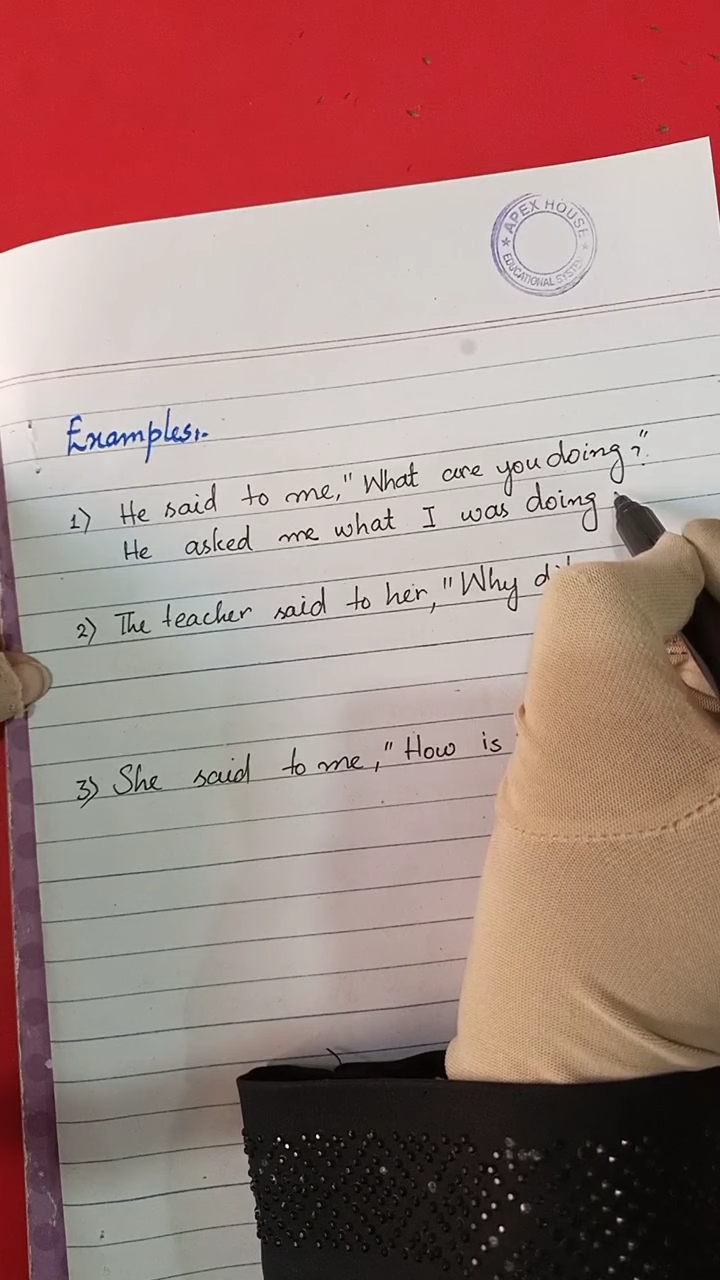 APEX HOUSE
EDUCATIONAL SYSTEM
Examples:-
1) He said to me, "What are you doing?"
He asked me what I was doing
2) The teacher said to her, "Why
3) She said to me, "How is